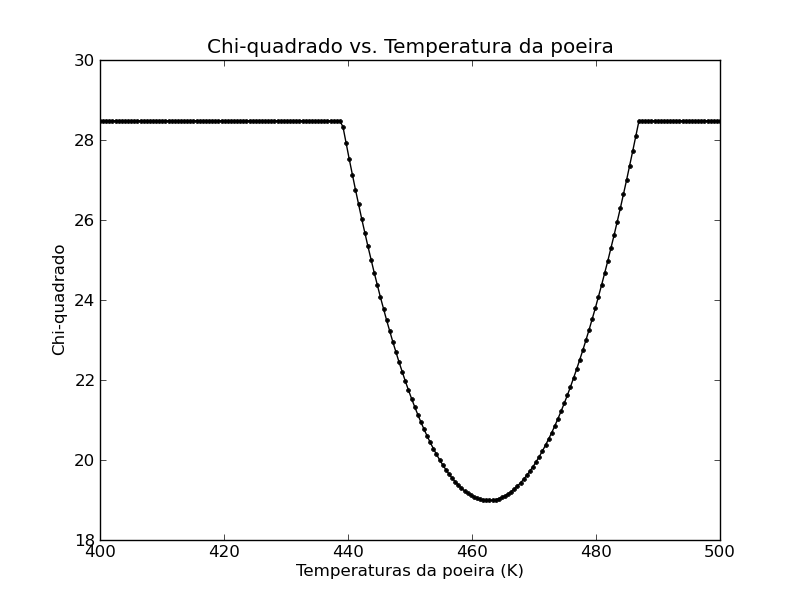 Chi-quadrado vs. Temperatura da poeira
30
28
26
24
22
20
18
Chi-quadrado
400 420 440 460 480 500
Temperaturas da poeira (K)